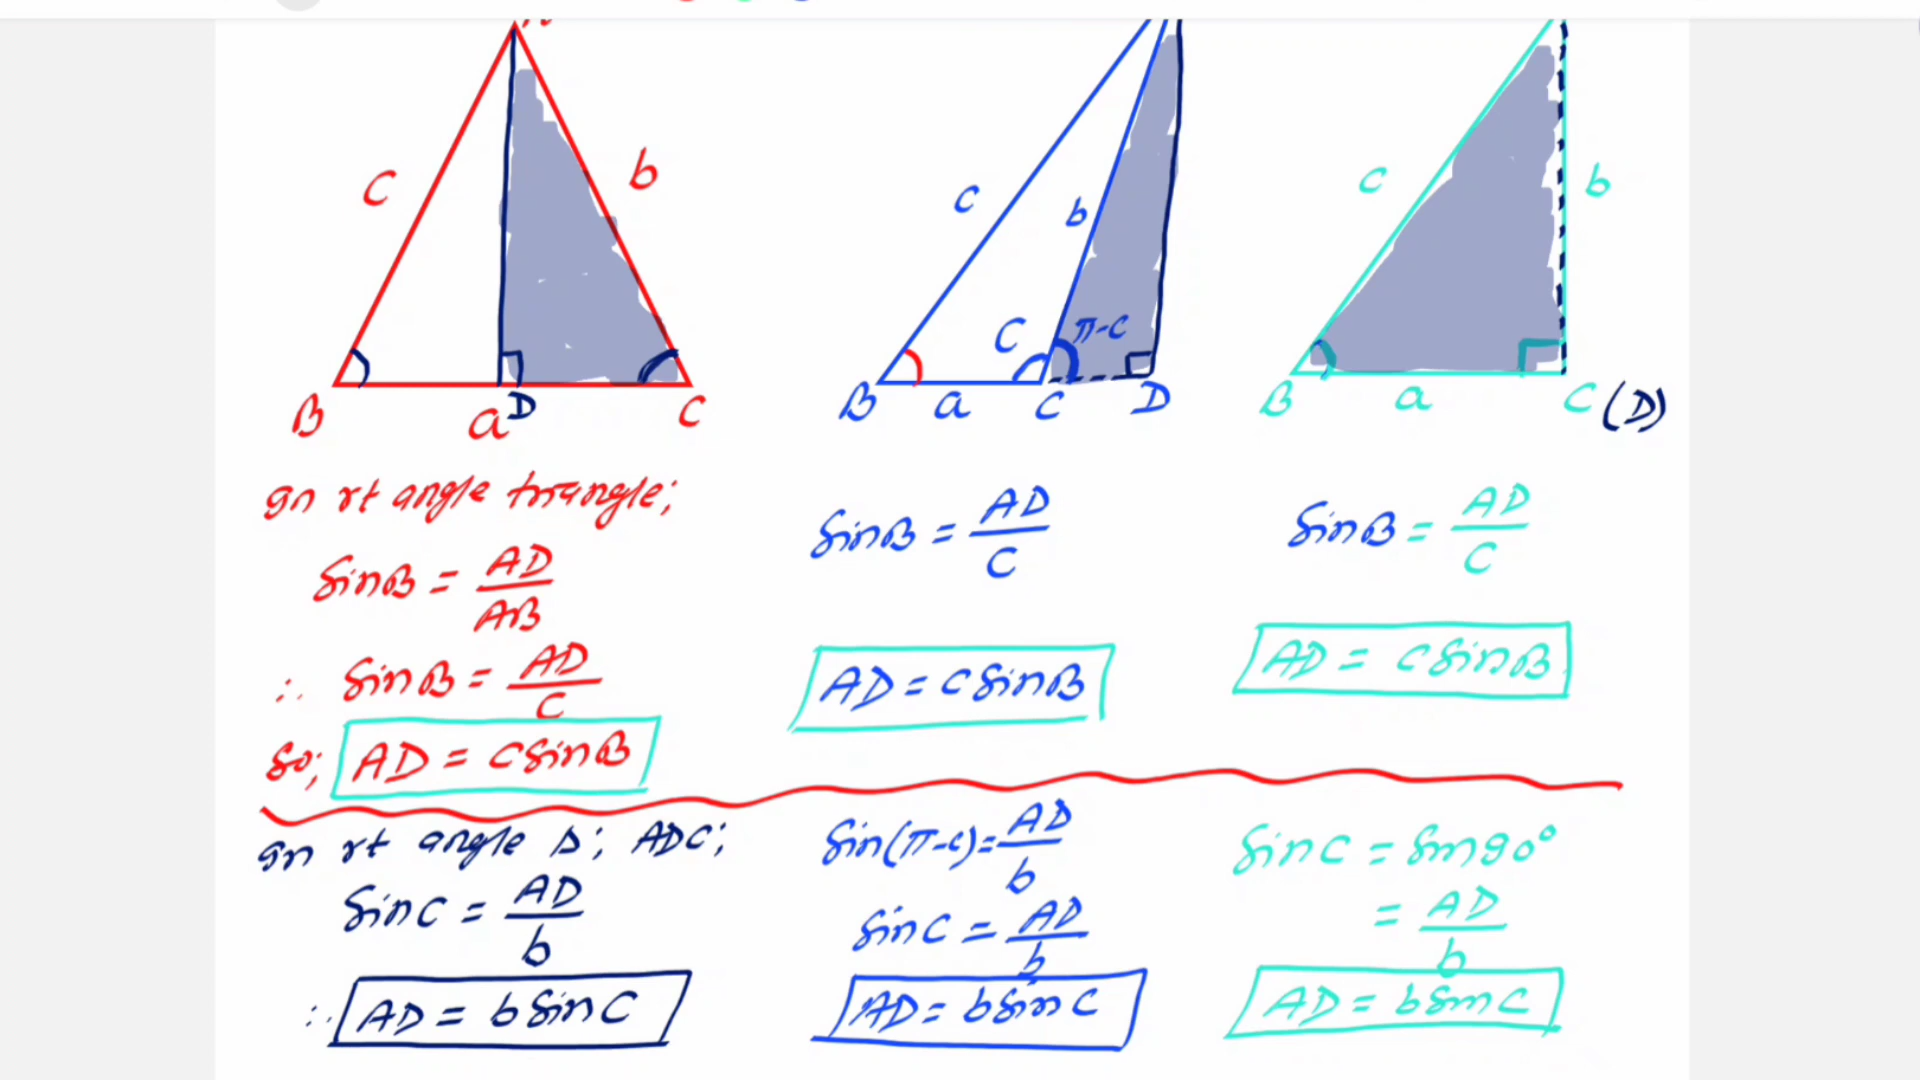 c
b
B
a
D
C
c
b
C
π-c
B
a
C
D
c
b
B
a
C
(D)
In rt angle triangle;
SinB = AD/AB
∴ SinB = AD/C
So; AD = cSinB
SinB = AD/C
AD = cSinB
SinB = AD/C
AD = cSinB
In rt angle Δ; ADC;
SinC = AD/b
∴ AD = bSinC
Sin(π-c) = AD/b
SinC = AD/b
AD = bSinC
SinC = Sin90°
= AD/b
AD = bSinC